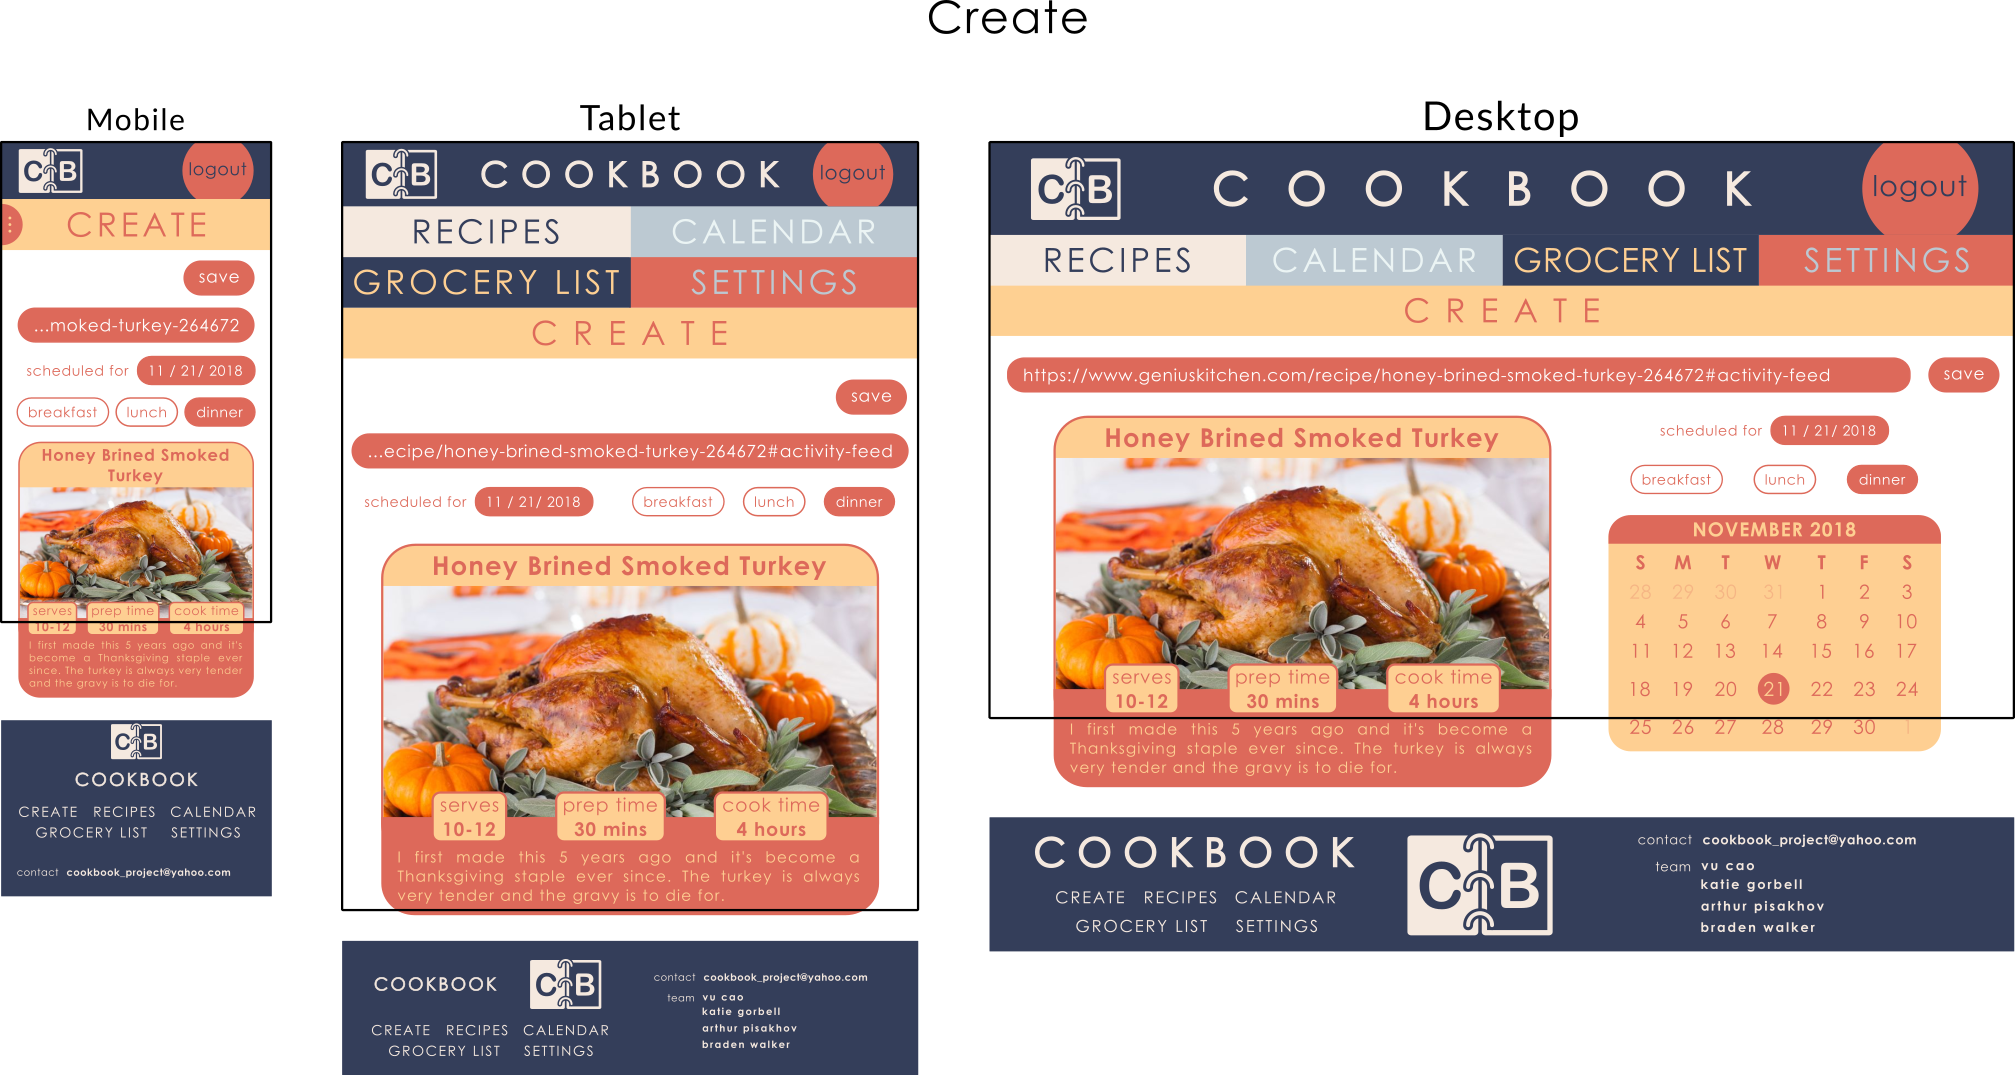 Create
Mobile
C B
logout
CREATE
save
...moked-turkey-264672
scheduled for 11 / 21/ 2018
breakfast lunch dinner
Honey Brined Smoked
Turkey
serves prep time cook time
10-12 30 mins 4 hours
I first made this 5 years ago and it's
become a Thanksgiving staple ever
since. The turkey is always very tender
and the gravy is to die for.
C B
COOKBOOK
CREATE RECIPES CALENDAR
GROCERY LIST SETTINGS
contact cookbook_project@yahoo.com
Tablet
C B COOKBOOK logout
RECIPES CALENDAR
GROCERY LIST SETTINGS
CREATE
save
...ecipe/honey-brined-smoked-turkey-264672#activity-feed
scheduled for 11 / 21/ 2018 breakfast lunch dinner
Honey Brined Smoked Turkey
serves prep time cook time
10-12 30 mins 4 hours
I first made this 5 years ago and it's become a
Thanksgiving staple ever since. The turkey is always
very tender and the gravy is to die for.
COOKBOOK C B
CREATE RECIPES CALENDAR
GROCERY LIST SETTINGS
contact cookbook_project@yahoo.com
team vu cao
katie gorbell
arthur pisakhov
braden walker
Desktop
C B COOKBOOK logout
RECIPES CALENDAR GROCERY LIST SETTINGS
CREATE
https://www.geniuskitchen.com/recipe/honey-brined-smoked-turkey-264672#activity-feed save
Honey Brined Smoked Turkey
serves prep time cook time
10-12 30 mins 4 hours
I first made this 5 years ago and it's become a
Thanksgiving staple ever since. The turkey is always
very tender and the gravy is to die for.
scheduled for 11 / 21/ 2018
breakfast lunch dinner
NOVEMBER 2018
S M T W T F S
28 29 30 31 1 2 3
4 5 6 7 8 9 10
11 12 13 14 15 16 17
18 19 20 21 22 23 24
25 26 27 28 29 30 1
COOKBOOK
CREATE RECIPES CALENDAR
GROCERY LIST SETTINGS
C B
contact cookbook_project@yahoo.com
team vu cao
katie gorbell
arthur pisakhov
braden walker